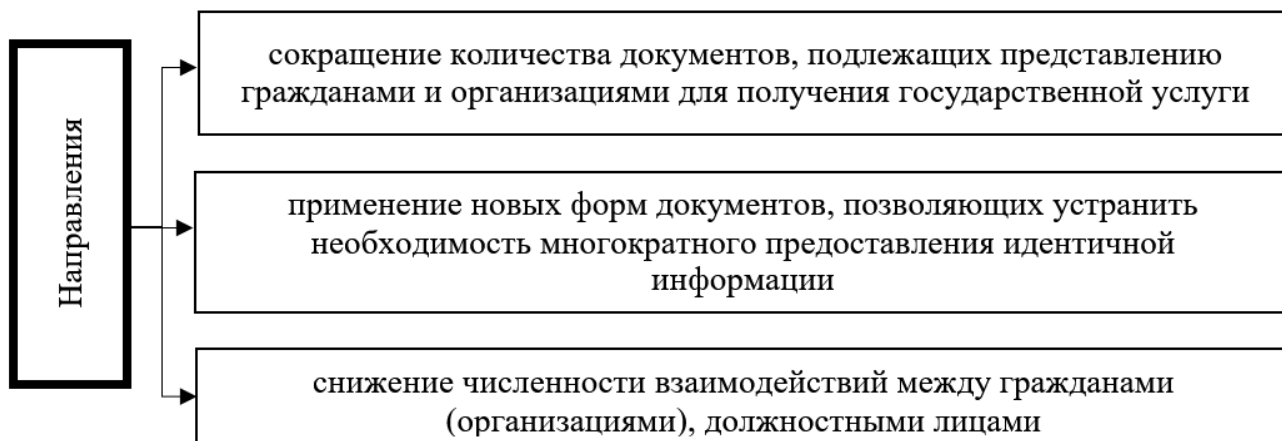 Направления
сокращение количества документов, подлежащих представлению
гражданами и организациями для получения государственной услуги
применение новых форм документов, позволяющих устранить
необходимость многократного предоставления идентичной
информации
снижение численности взаимодействий между гражданами
(организациями), должностными лицами